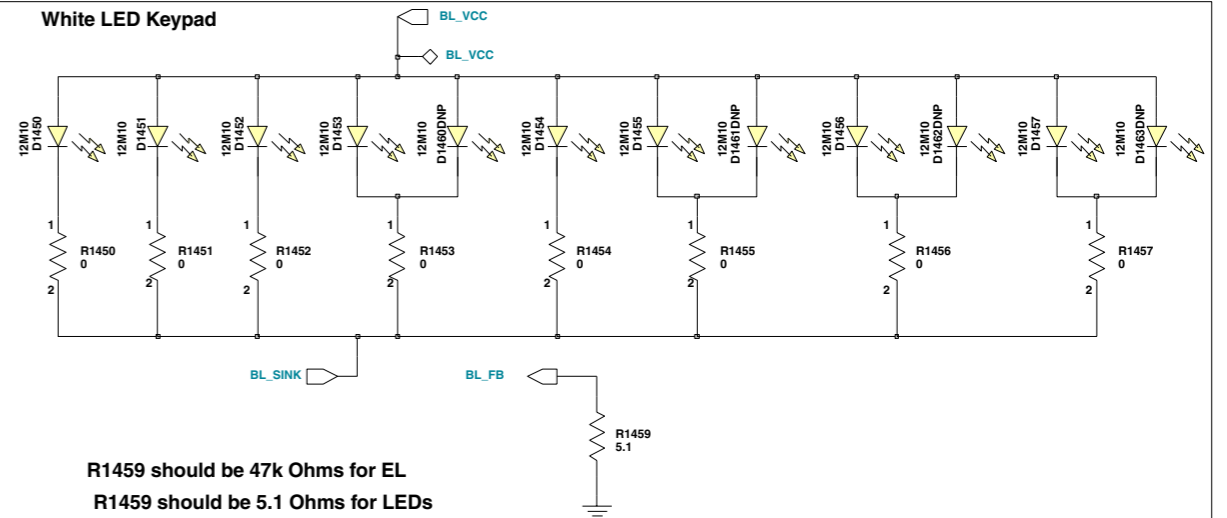 White LED Keypad
BL_VCC
BL_VCC
12M10
D1450
12M10
D1451
12M10
D1452
12M10
D1453
12M10
D1460DNP
12M10
D1454
12M10
D1455
12M10
D1461DNP
12M10
D1456
12M10
D1462DNP
12M10
D1457
12M10
D1463DNP
1
R1450
0
2
1
R1451
0
2
1
R1452
0
2
1
R1453
0
2
1
R1454
0
2
1
R1455
0
2
1
R1456
0
2
1
R1457
0
2
BL_SINK
BL_FB
R1459
5.1
R1459 should be 47k Ohms for EL
R1459 should be 5.1 Ohms for LEDs